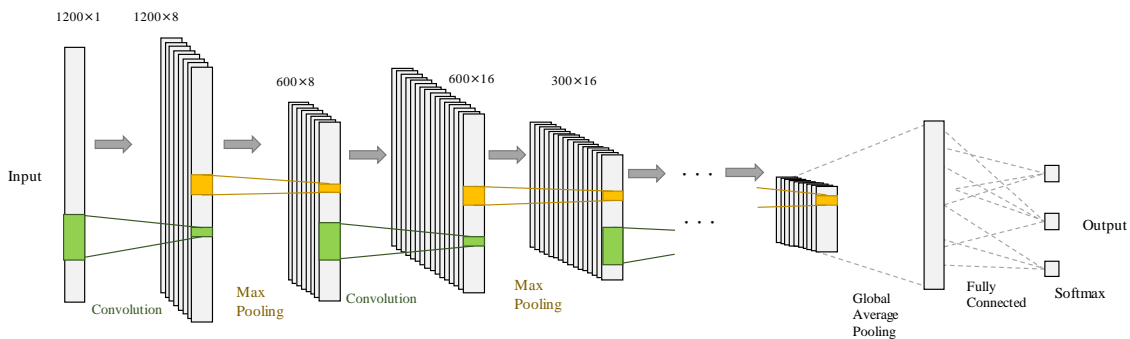 1200×1
1200×8
600×8
600×16
300×16
Input
Convolution
Max
Pooling
Convolution
Max
Pooling
. . .
. . .
Global
Average
Pooling
Fully
Connected
Output
Softmax